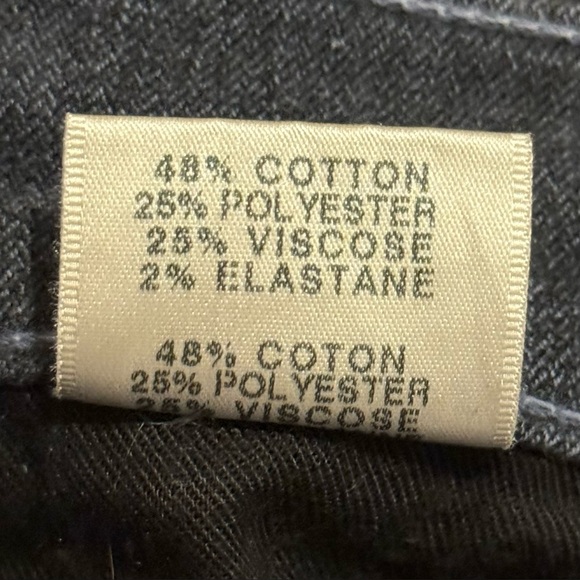 48% COTTON
25% POLYESTER
25% VISCOSE
2% ELASTANE
48% COTON
25% POLYESTER
25% VISCOSE